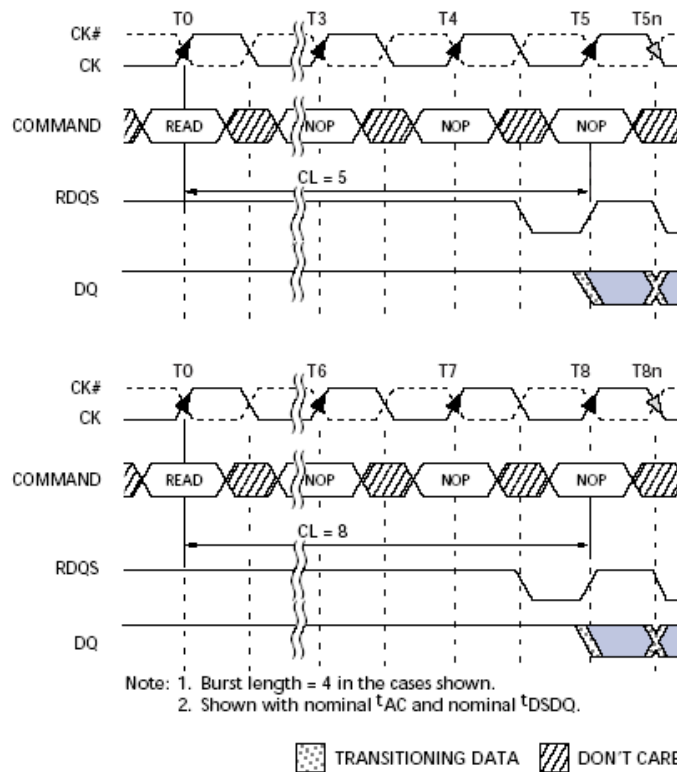 T0 T3 T4 T5 T5n
CK#
CK
COMMAND READ NOP NOP NOP
CL = 5
RDQS
DQ
T0 T6 T7 T8 T8n
CK#
CK
COMMAND READ NOP NOP NOP
CL = 8
RDQS
DQ
Note: 1. Burst length = 4 in the cases shown.
2. Shown with nominal tAC and nominal tDSDQ.
TRANSITIONING DATA DON'T CARE